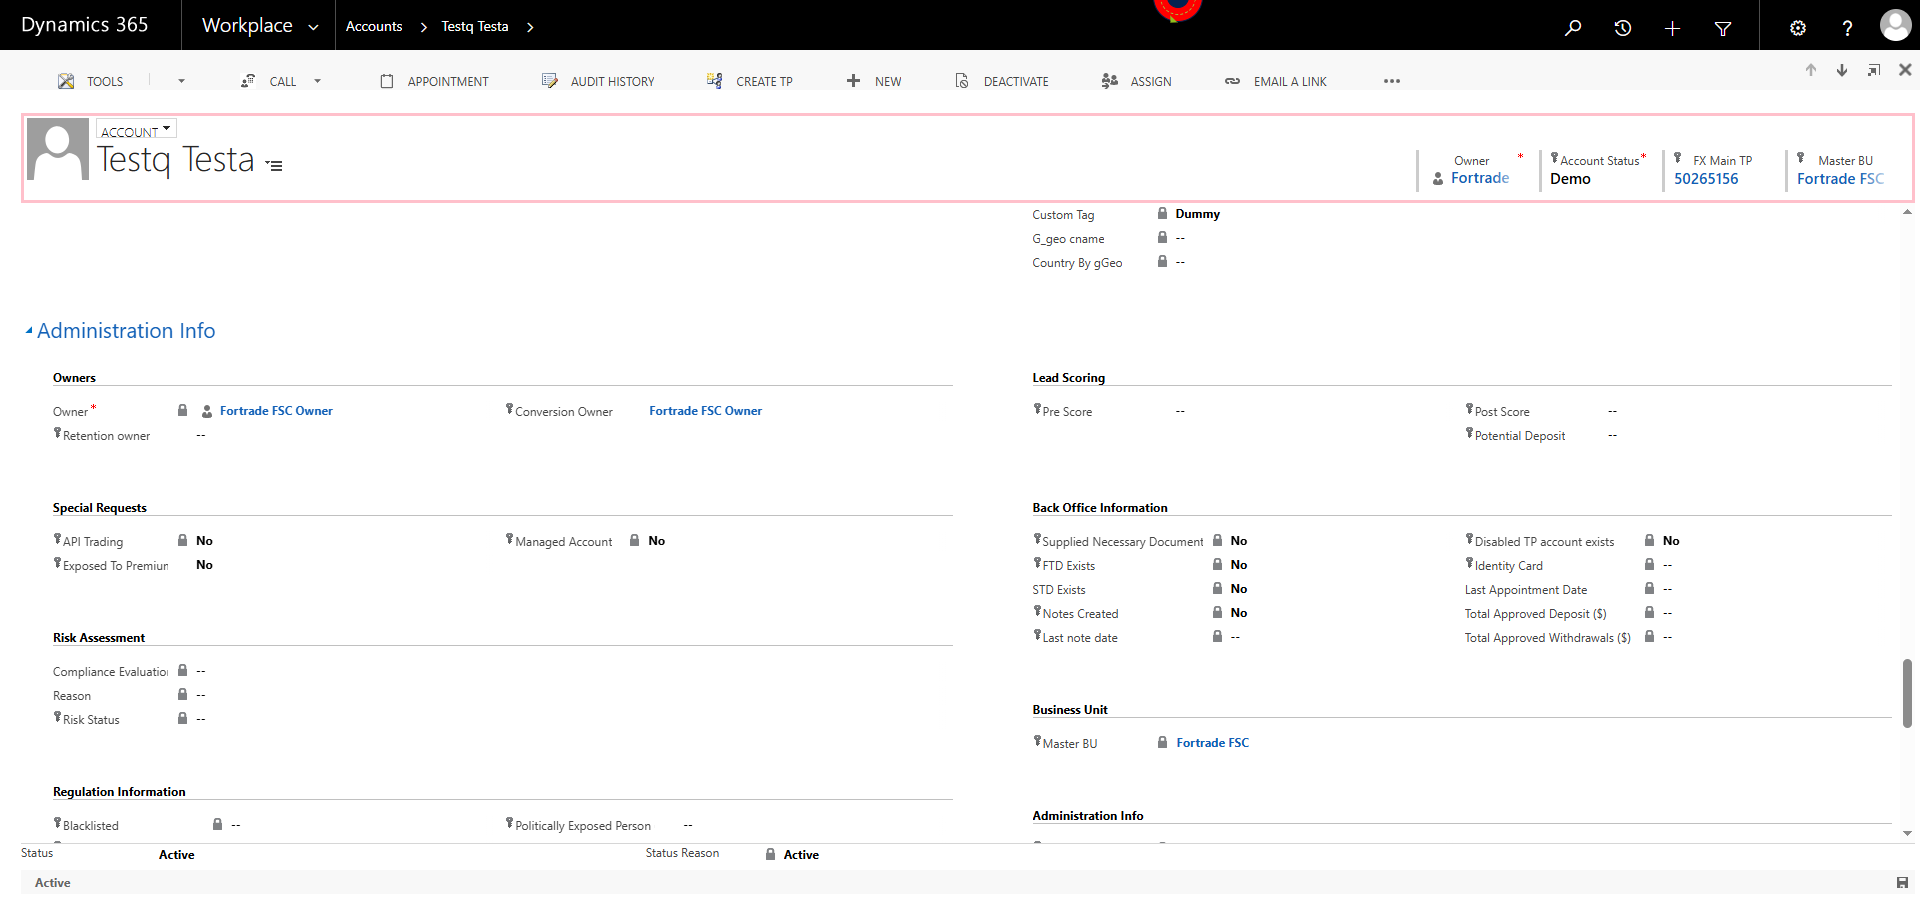 Dynamics 365 Workplace Accounts Testq Testa
TOOLS CALL APPOINTMENT AUDIT HISTORY CREATE TP NEW DEACTIVATE ASSIGN EMAIL A LINK
ACCOUNT
Testq Testa
Owner * Account Status* FX Main TP Master BU
Fortrade Demo 50265156 Fortrade FSC
Custom Tag Dummy
G_geo cname --
Country By gGeo --
Administration Info
Owners Lead Scoring
Owner* Fortrade FSC Owner Conversion Owner Fortrade FSC Owner Pre Score -- Post Score --
Retention owner -- Potential Deposit --
Special Requests Back Office Information
API Trading No Managed Account No Supplied Necessary Document No Disabled TP account exists No
Exposed To Premiun No FTD Exists No Identity Card --
STD Exists No Last Appointment Date --
Notes Created No Total Approved Deposit ($) --
Risk Assessment Last note date -- Total Approved Withdrawals ($) --
Compliance Evaluation --
Reason --
Risk Status --
Business Unit
Master BU Fortrade FSC
Regulation Information Administration Info
Blacklisted -- Politically Exposed Person --
Status Active Status Reason Active
Active